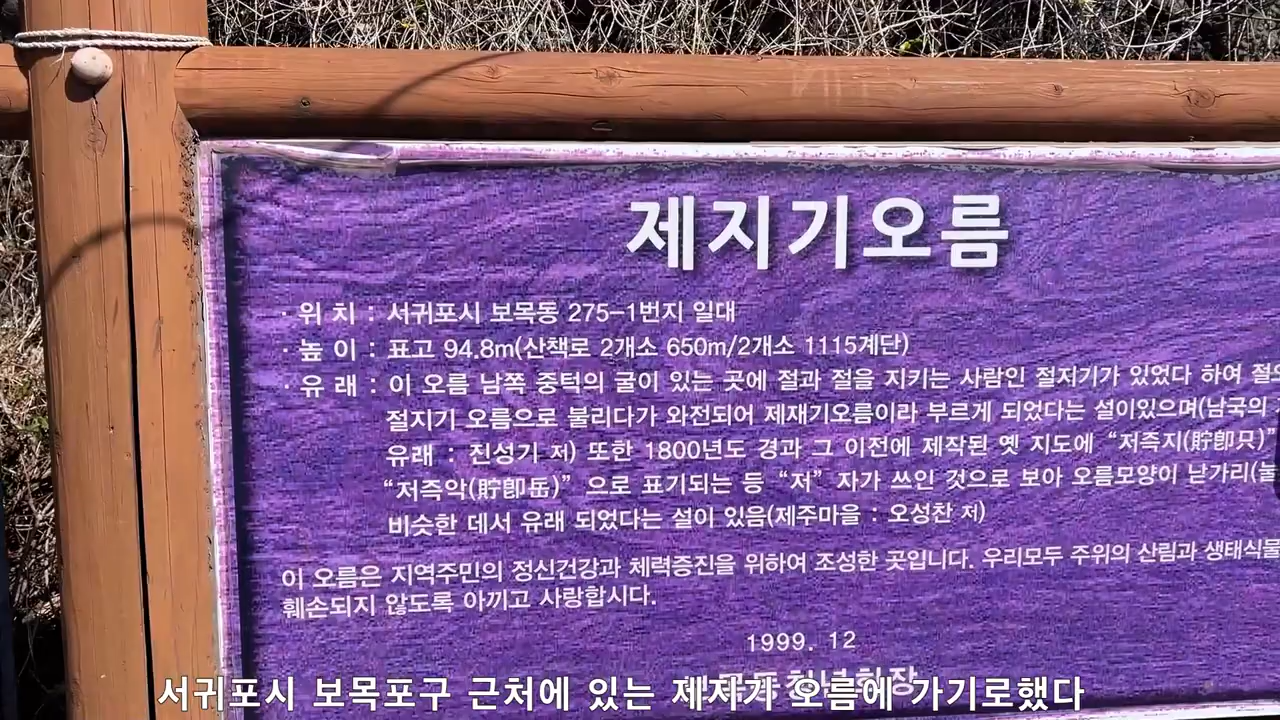 제지기오름
· 위 치 : 서귀포시 보목동 275-1번지 일대
· 높 이 : 표고 94.8m(산책로 2개소 650m/2개소 1115계단)
· 유 래 : 이 오름 남쪽 중턱의 굴이 있는 곳에 절과 절을 지키는 사람인 절지기가 있었다 하여
절지기 오름으로 불리다가 와전되어 제재기오름이라 부르게 되었다는 설이있으며(남국의
유래 : 진성기 저) 또한 1800년도 경과 그 이전에 제작된 옛 지도에 “저즉지(貯卽只)”
“저즉악(貯卽岳)” 으로 표기되는 등 “저” 자가 쓰인 것으로 보아 오름모양이 낟가리(눌
비슷한 데서 유래 되었다는 설이 있음(제주마을 : 오성찬 저)
이 오름은 지역주민의 정신건강과 체력증진을 위하여 조성한 곳입니다. 우리모두 주위의 산림과 생태식물
훼손되지 않도록 아끼고 사랑합시다.
1999. 12
서귀포시 보목포구 근처에 있는 제지기 오름에 가기로했다